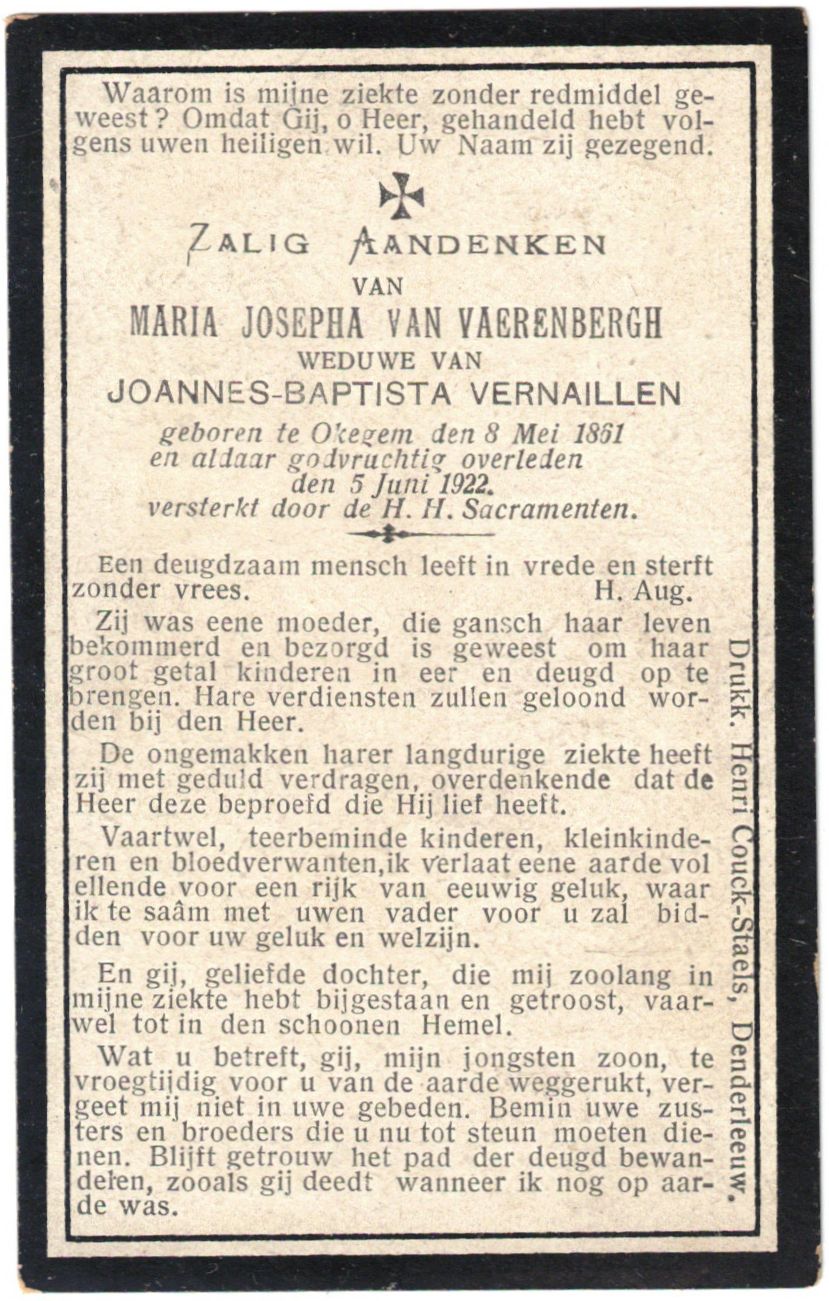 Waarom is mijne ziekte zonder redmiddel ge-
weest? Omdat Gij, o Heer, gehandeld hebt vol-
gens uwen heiligen wil. Uw Naam zij gezegend.
ZALIG AANDENKEN
VAN
MARIA JOSEPHA VAN VAERENBERGH
WEDUWE VAN
JOANNES-BAPTISTA VERNAILLEN
geboren te Okegem den 8 Mei 1861
en aldaar godvruchtig overleden
den 5 Juni 1922.
versterkt door de H. H. Sacramenten.
Een deugdzaam mensch leeft in vrede en sterft
zonder vrees. H. Aug.
Zij was eene moeder, die gansch haar leven
bekommerd en bezorgd is geweest om haar
groot getal kinderen in eer en deugd op te
brengen. Hare verdiensten zullen geloond wor-
den bij den Heer.
De ongemakken harer langdurige ziekte heeft
zij met geduld verdragen, overdenkende dat de
Heer deze beproefd die Hij lief heeft.
Vaartwel, teerbeminde kinderen, kleinkinde-
ren en bloedverwanten,ik verlaat eene aarde vol
ellende voor een rijk van eeuwig geluk, waar
ik te saâm met uwen vader voor u zal bid-
den voor uw geluk en welzijn.
En gij, geliefde dochter, die mij zoolang in
mijne ziekte hebt bijgestaan en getroost, vaar-
wel tot in den schoonen Hemel.
Wat u betreft, gij, mijn jongsten zoon, te
vroegtijdig voor u van de aarde weggerukt, ver-
geet mij niet in uwe gebeden. Bemin uwe zus-
ters en broeders die u nu tot steun moeten die-
nen. Blijft getrouw het pad der deugd bewan-
delen, zooals gij deedt wanneer ik nog op aar-
de was.
Drukk. Henri Couck-Staels, Denderleeuw.